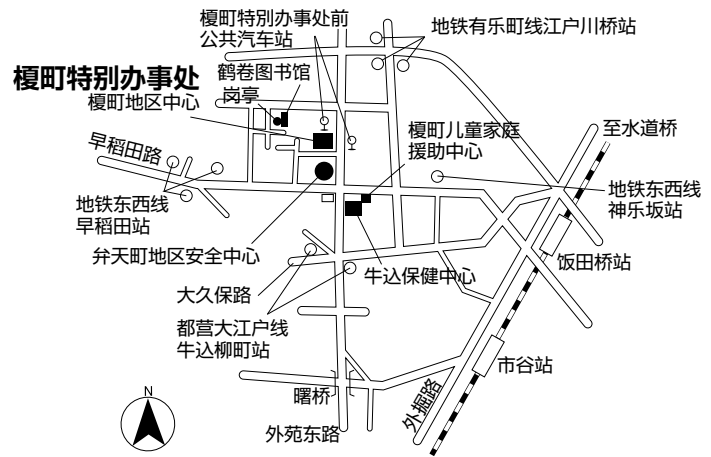 榎町特別办事处前
公共汽车站
地铁有乐町线江户川桥站
榎町特别办事处
鹤卷图书馆
岗亭
榎町地区中心
榎町儿童家庭
援助中心
至水道桥
早稻田路
地铁东西线
早稻田站
地铁东西线
神乐坂站
弁天町地区安全中心
饭田桥站
牛込保健中心
大久保路
都营大江户线
牛込柳町站
市谷站
曙桥
外掘路
外苑东路
N